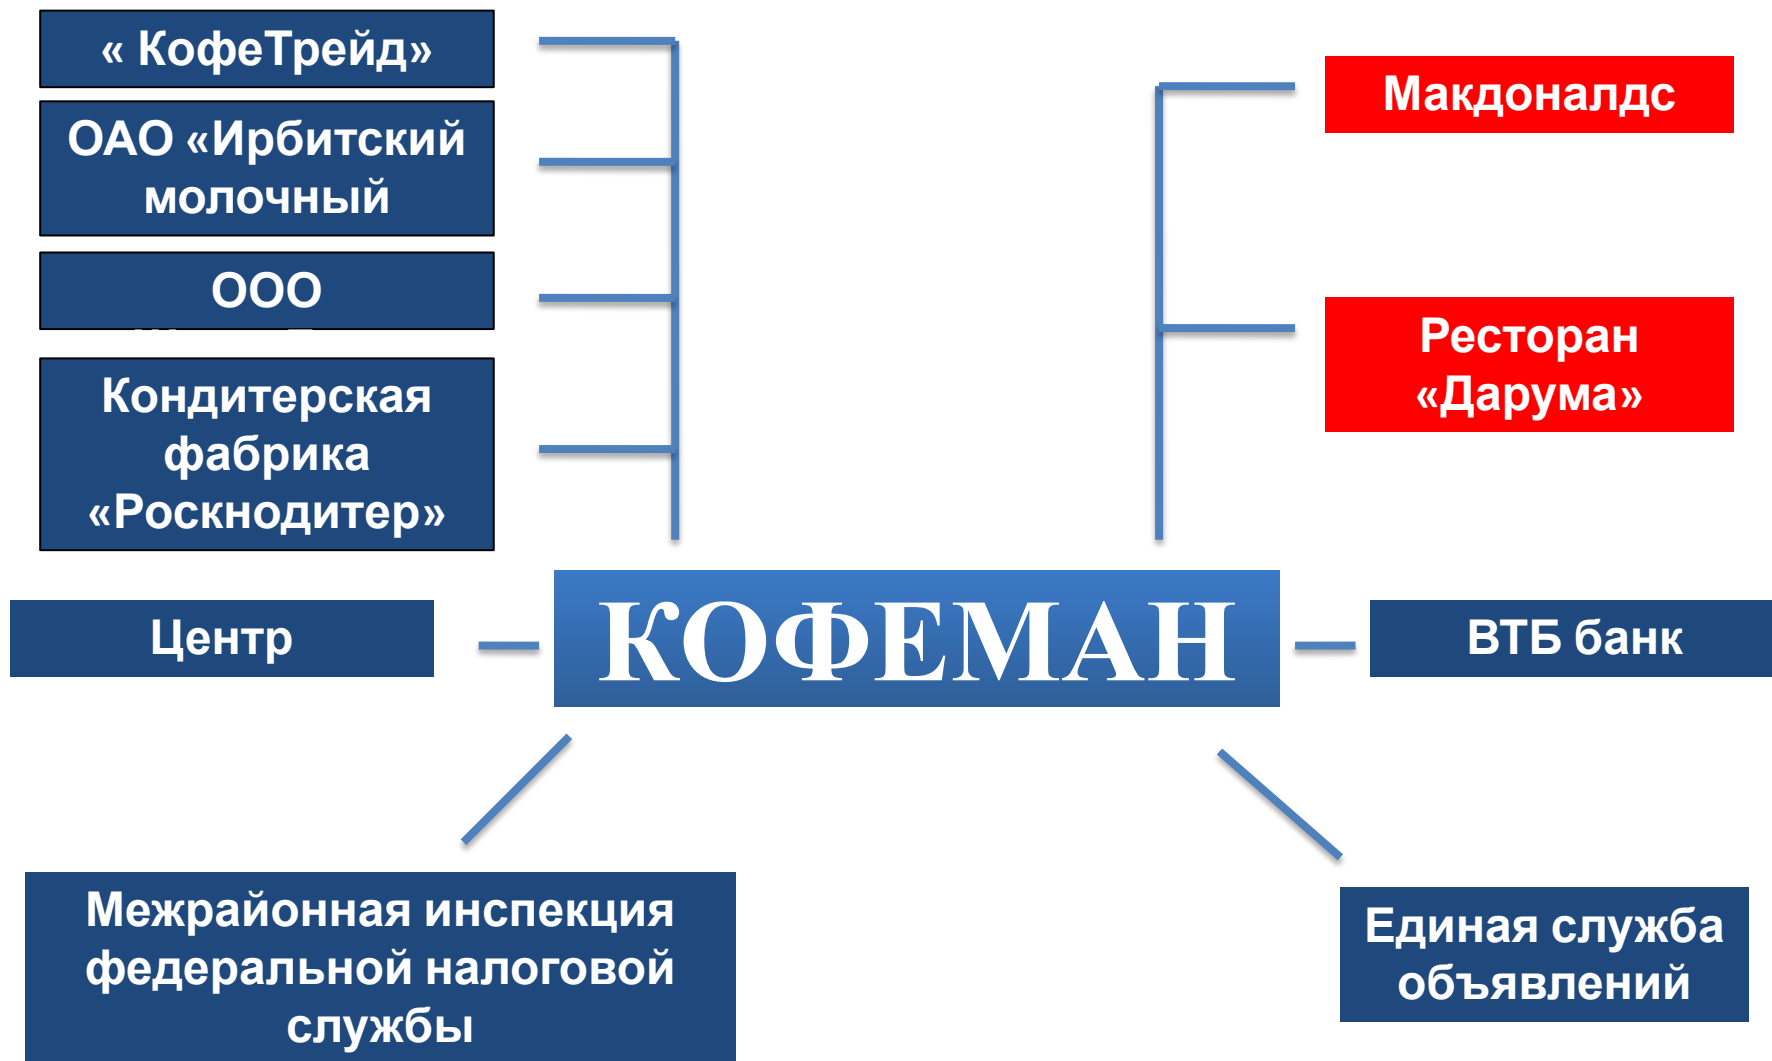 « КофеТрейд»
ОАО «Ирбитский
молочный
ООО
Кондитерская
фабрика
«Роскнодитер»
Макдоналдс
Ресторан
«Дарума»
Центр
КОФЕМАН
ВТБ банк
Межрайонная инспекция
федеральной налоговой
службы
Единая служба
объявлений